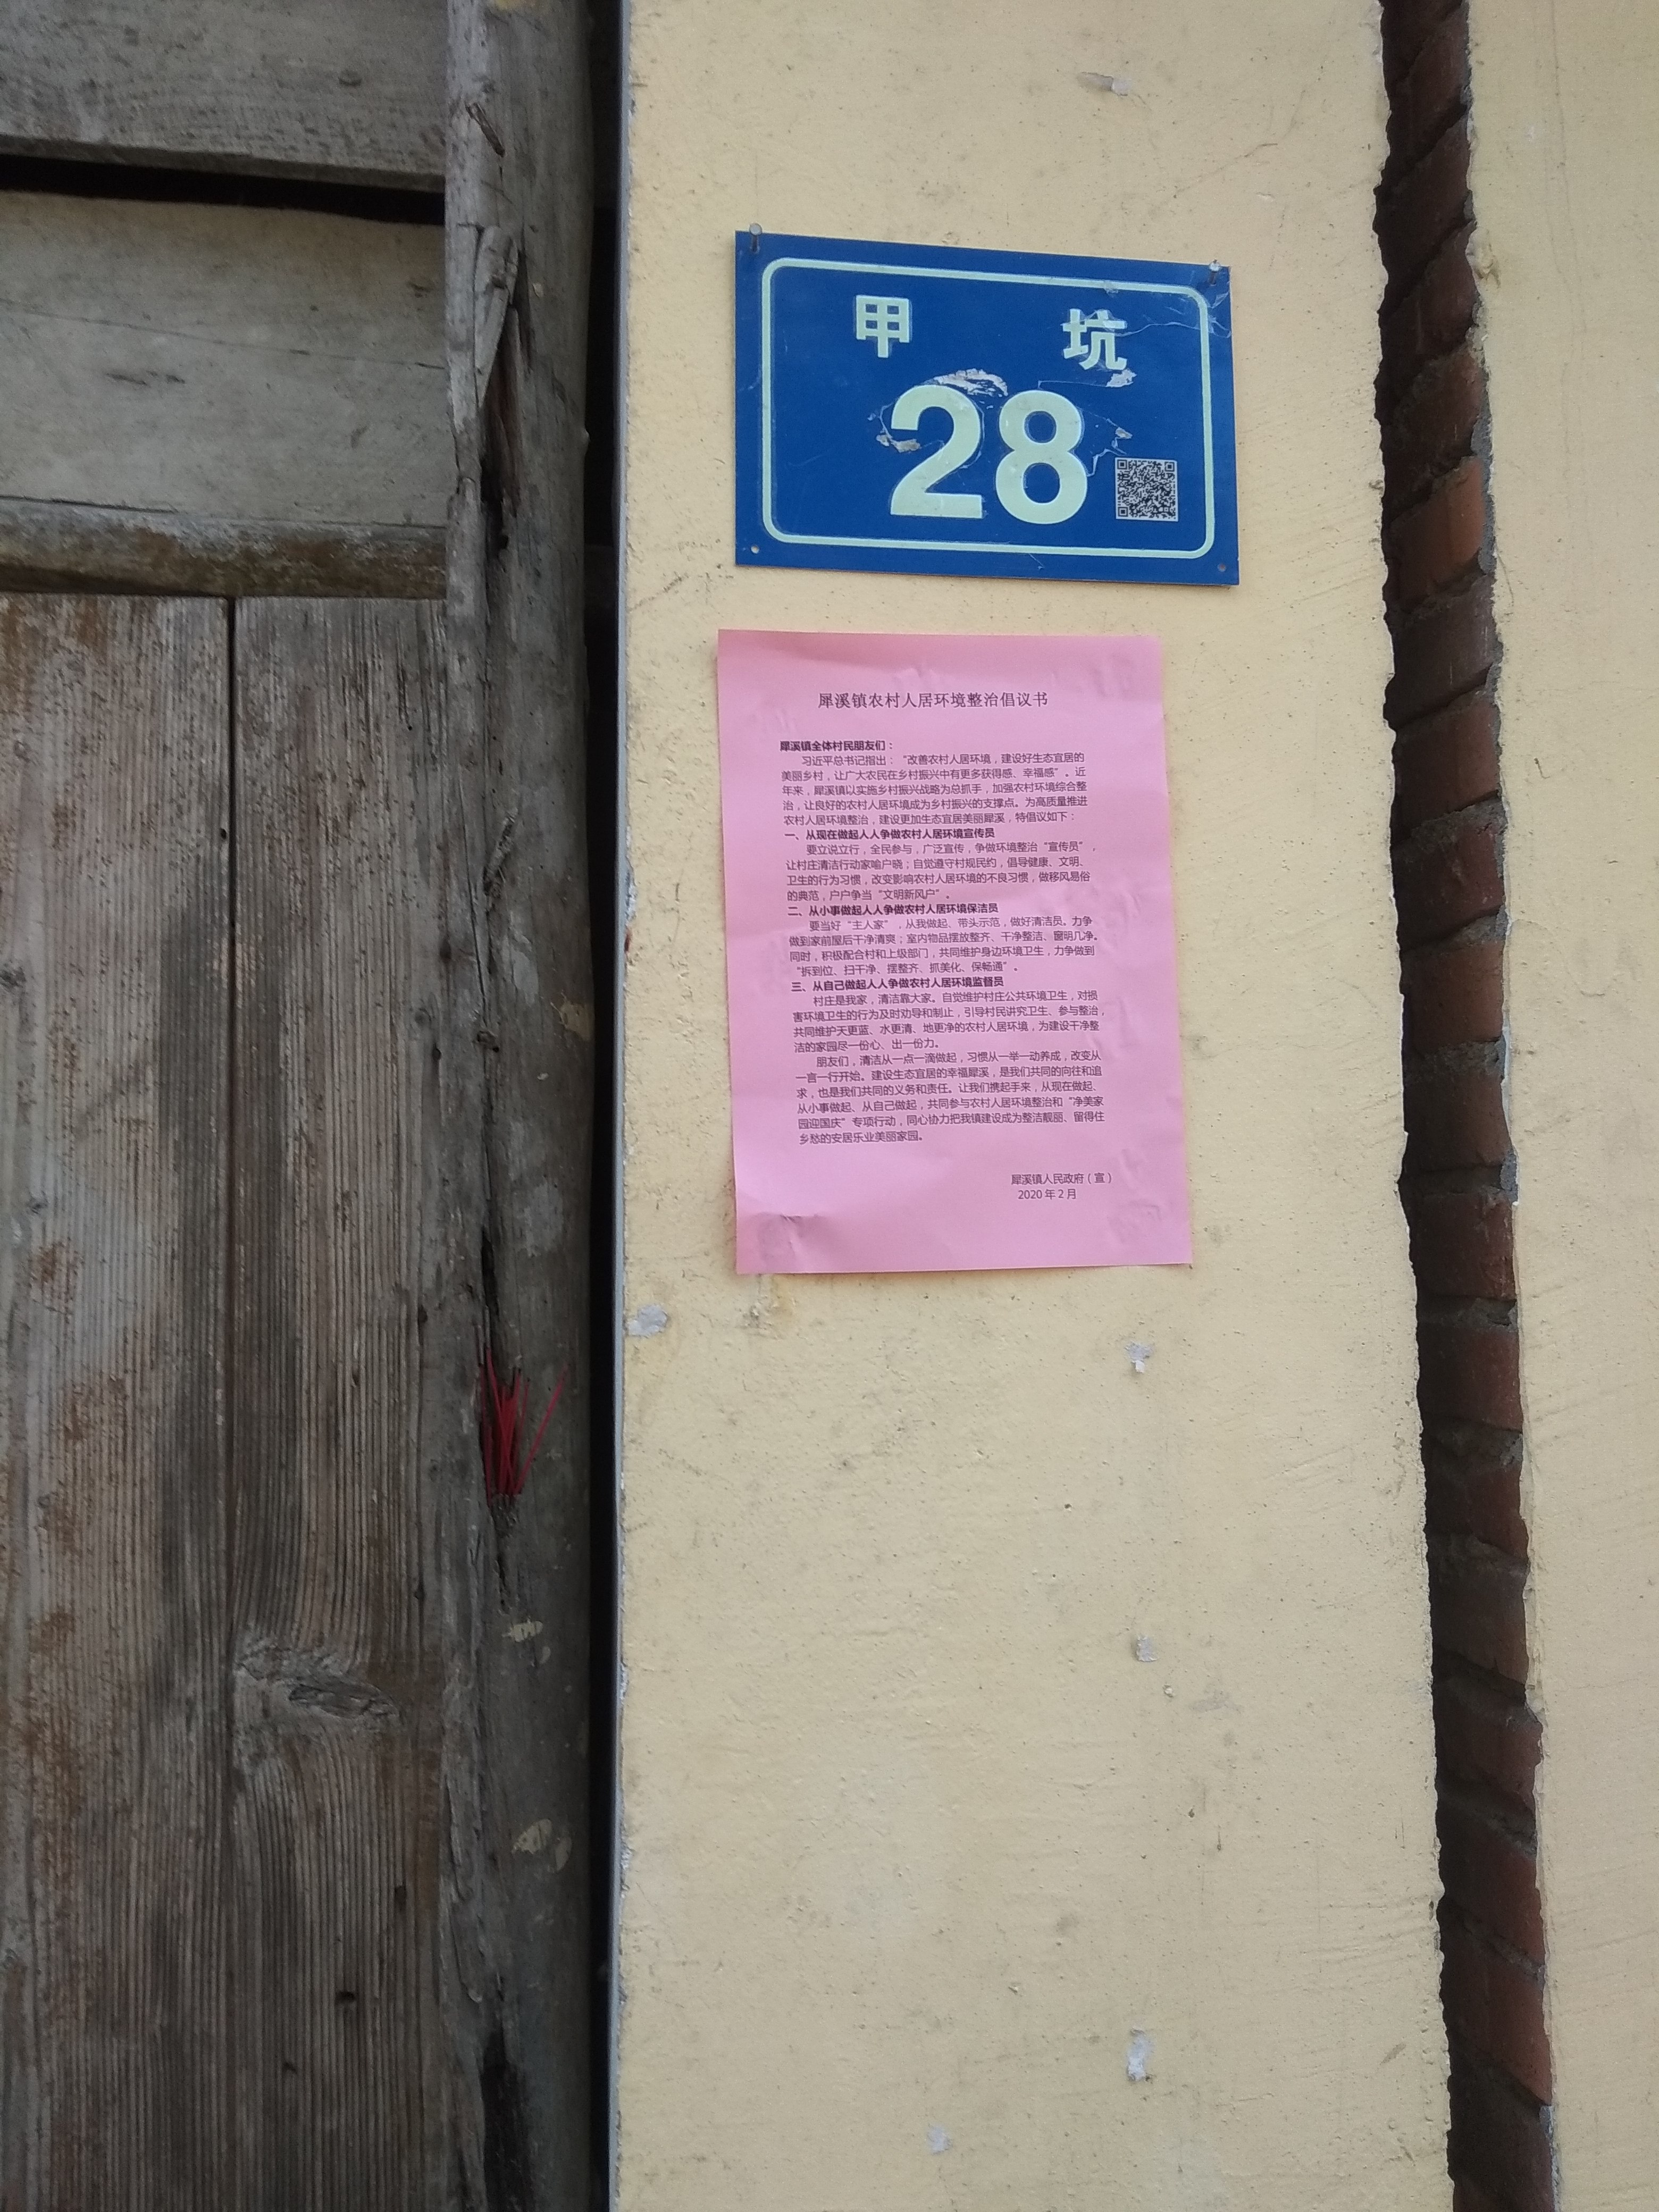 甲 坑
28
犀溪镇农村人居环境整治倡议书
犀溪镇全体村民朋友们：
习近平总书记指出：“改善农村人居环境，建设好生态宜居的
美丽乡村，让广大农民在乡村振兴中有更多获得感、幸福感”。近
年来，犀溪镇以实施乡村振兴战略为总抓手，加强农村环境综合整
治，让良好的农村人居环境成为乡村振兴的支撑点。为高质量推进
农村人居环境整治，建设更加生态宜居美丽犀溪，特倡议如下：
一、从现在做起人人争做农村人居环境宣传员
要立说立行，全民参与，广泛宣传，争做环境整治“宣传员”，
让村庄清洁行动家喻户晓；自觉遵守村规民约，倡导健康、文明、
卫生的行为习惯，改变影响农村人居环境的不良习惯，做移风易俗
的典范，户户争当“文明新风户”。
二、从小事做起人人争做农村人居环境保洁员
要当好“主人家”，从我做起、带头示范，做好清洁员。力争
做到家前屋后干净清爽；室内物品摆放整齐、干净整洁、窗明几净。
同时，积极配合村和上级部门，共同维护身边环境卫生，力争做到
“拆到位、扫干净、摆整齐、抓美化、保畅通”。
三、从自己做起人人争做农村人居环境监督员
村庄是我家，清洁靠大家。自觉维护村庄公共环境卫生，对损
害环境卫生的行为及时劝导和制止，引导村民讲究卫生、参与整治，
共同维护天更蓝、水更清、地更净的农村人居环境，为建设干净整
洁的家园尽一份心、出一份力。
朋友们，清洁从一点一滴做起，习惯从一举一动养成，改变从
一言一行开始。建设生态宜居的幸福犀溪，是我们共同的向往和追
求，也是我们共同的义务和责任。让我们携起手来，从现在做起、
从小事做起、从自己做起，共同参与农村人居环境整治和“净美家
园迎国庆”专项行动，同心协力把我镇建设成为整洁靓丽、留得住
乡愁的安居乐业美丽家园。
犀溪镇人民政府（宣）
2020 年 2 月